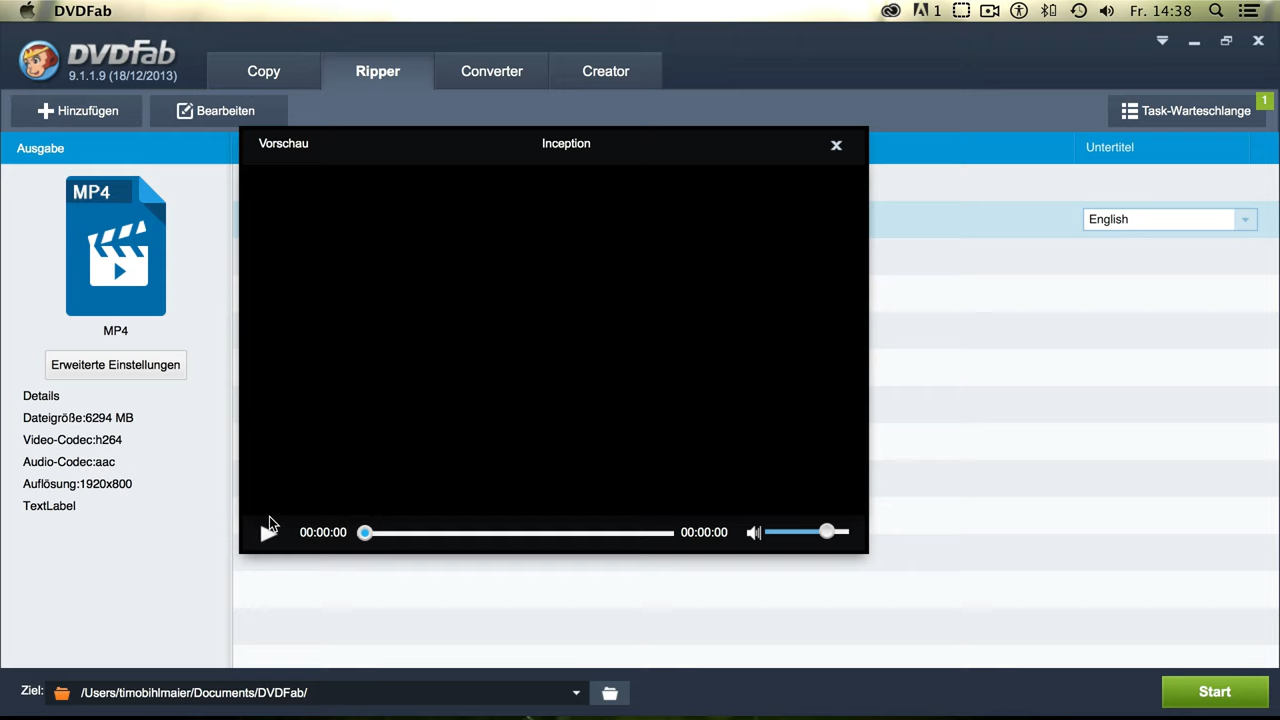 DVDFab
1
Fr. 14:38
DVDFab
9.1.1.9 (18/12/2013)
Copy
Ripper
Converter
Creator
Hinzufügen
Bearbeiten
Task-Warteschlange
1
Ausgabe
Vorschau
Inception
Untertitel
MP4
English
MP4
Erweiterte Einstellungen
Details
Dateigröße:6294 MB
Video-Codec:h264
Audio-Codec:aac
Auflösung:1920x800
TextLabel
00:00:00
00:00:00
Ziel:
/Users/timobihlmaier/Documents/DVDFab/
Start